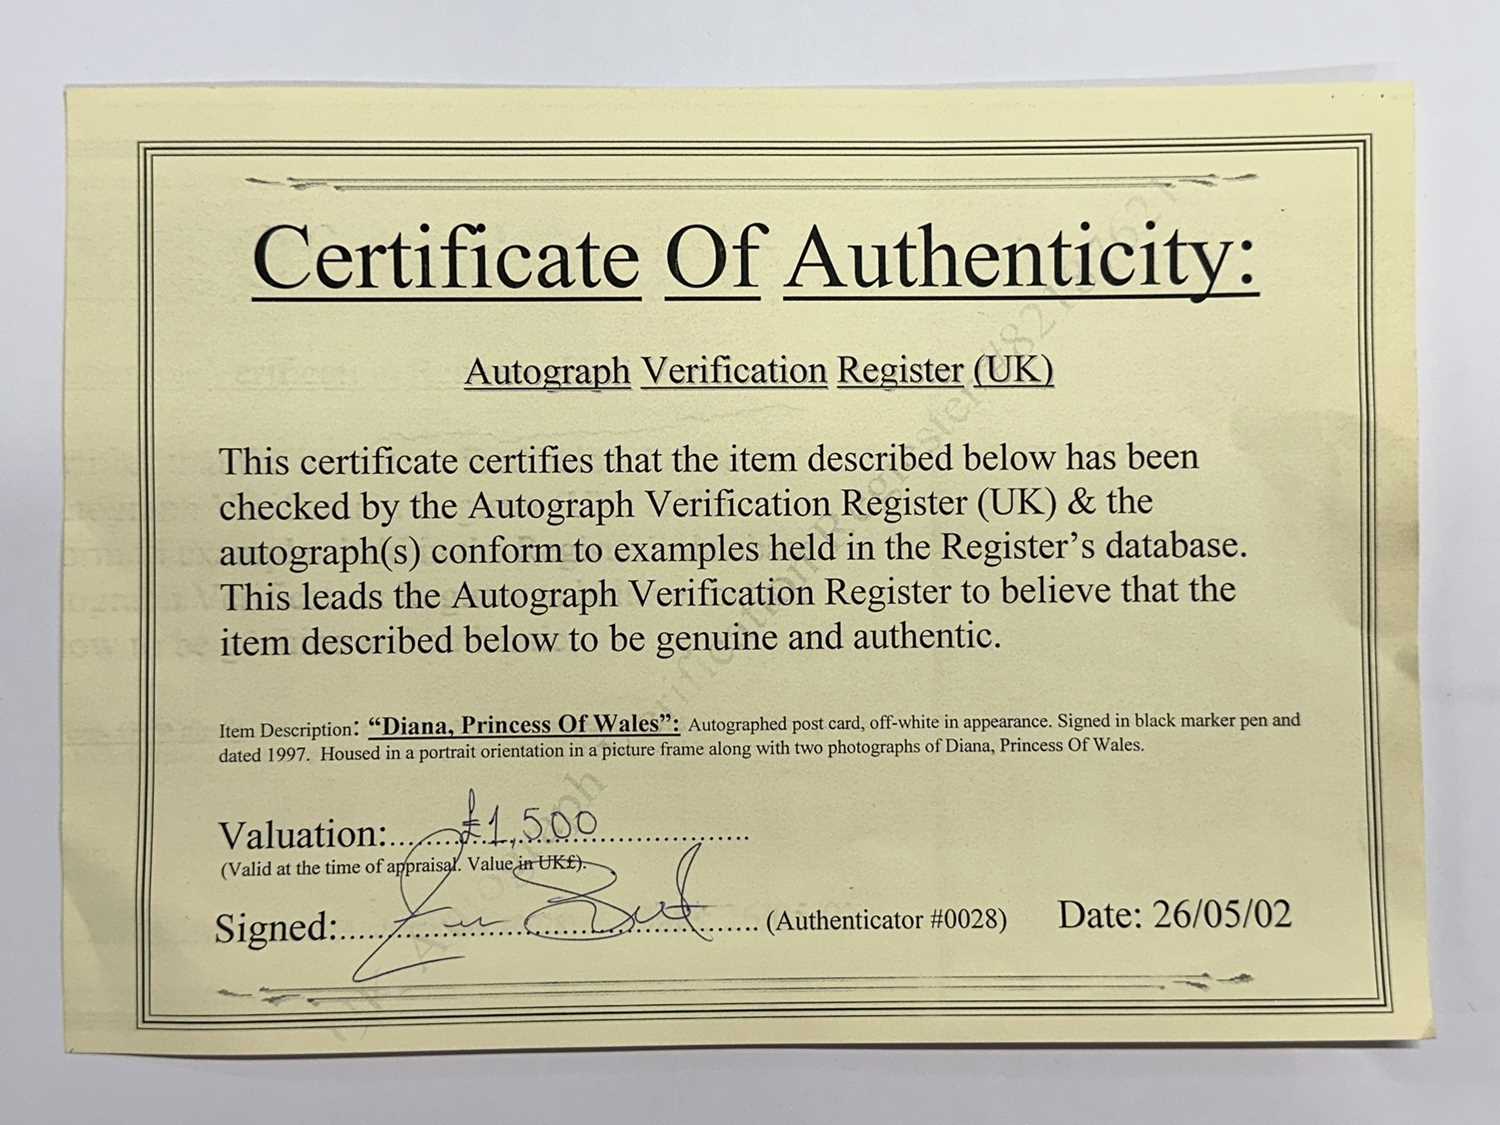 Certificate Of Authenticity:
Autograph Verification Register (UK)
This certificate certifies that the item described below has been
checked by the Autograph Verification Register (UK) & the
autograph(s) conform to examples held in the Register's database.
This leads the Autograph Verification Register to believe that the
item described below to be genuine and authentic.
Item Description: “Diana, Princess Of Wales”: Autographed post card, off-white in appearance. Signed in black marker pen and
dated 1997. Housed in a portrait orientation in a picture frame along with two photographs of Diana, Princess Of Wales.
Valuation:......£1,500..................
(Valid at the time of appraisal. Value in UK£).
Signed:.......................................... (Authenticator #0028) Date: 26/05/02